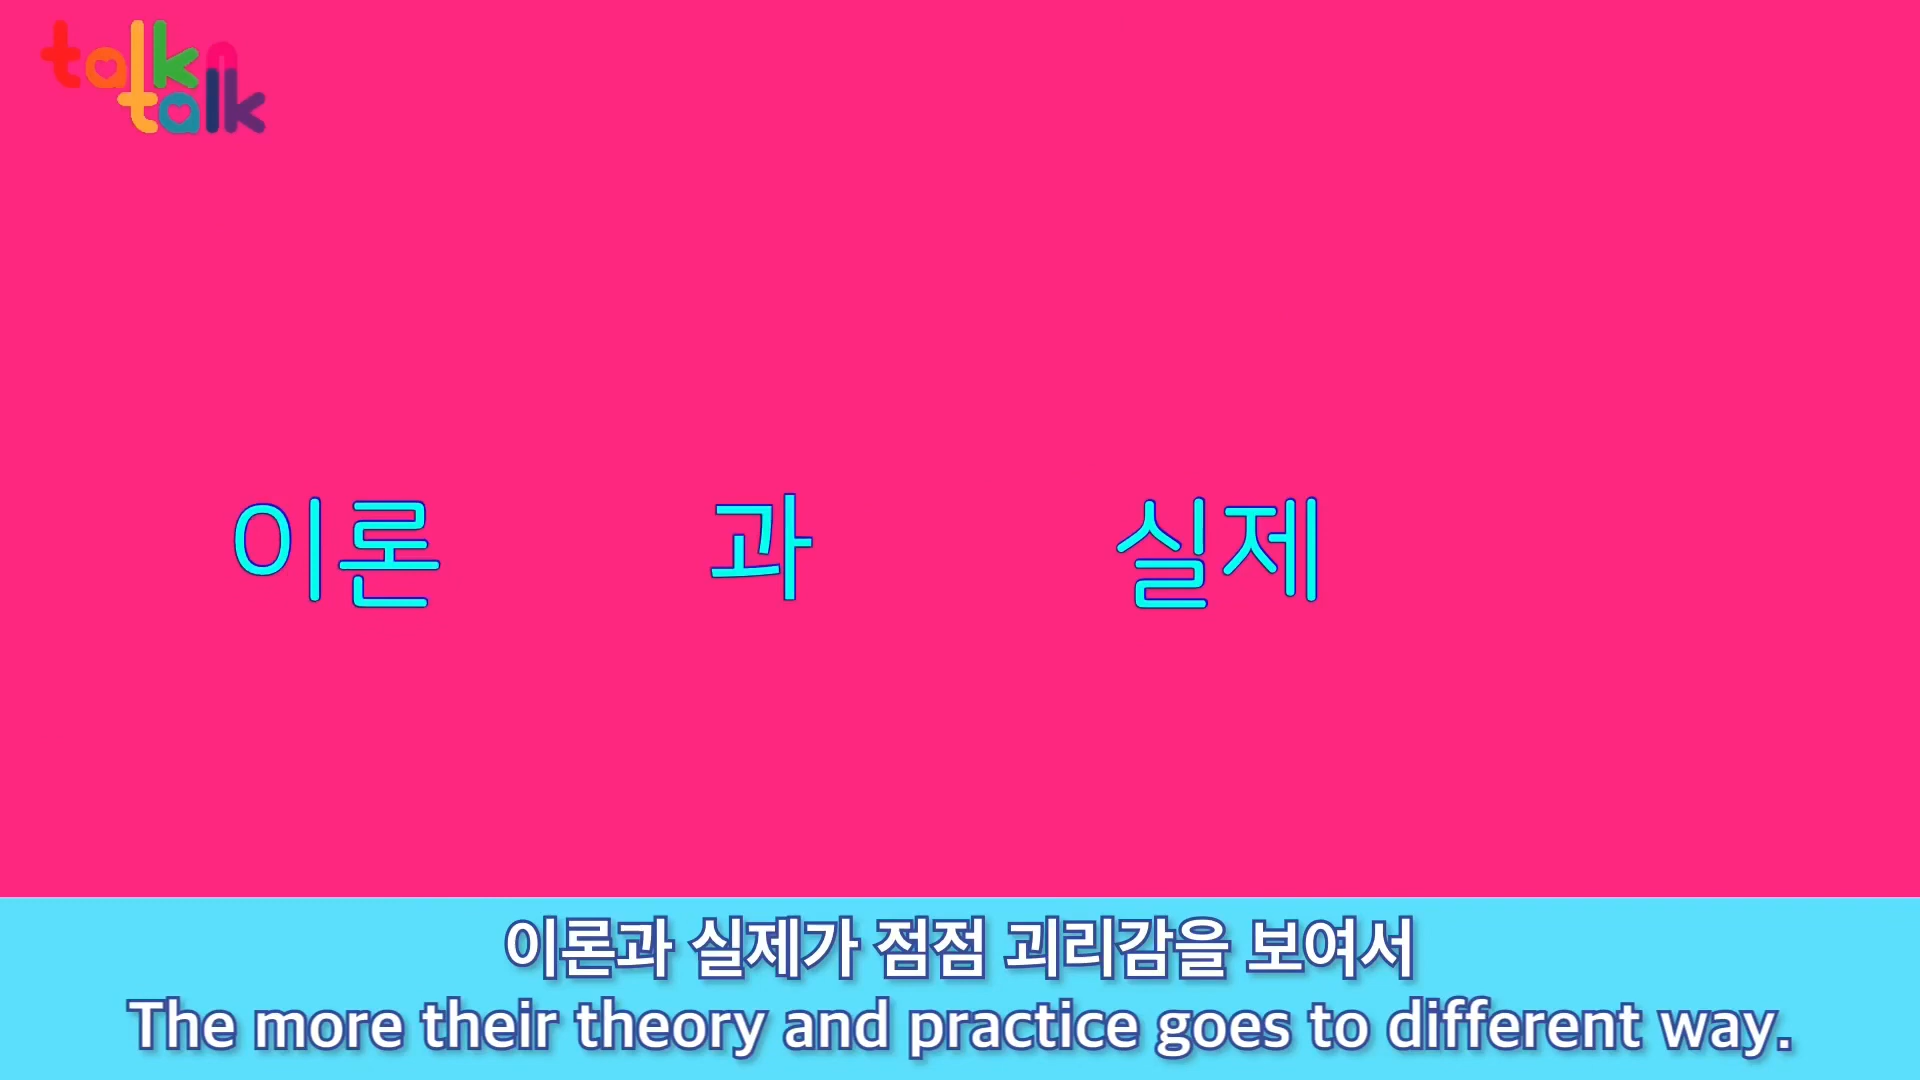 talk
talk
이론 과 실제
이론과 실제가 점점 괴리감을 보여서
The more their theory and practice goes to different way.